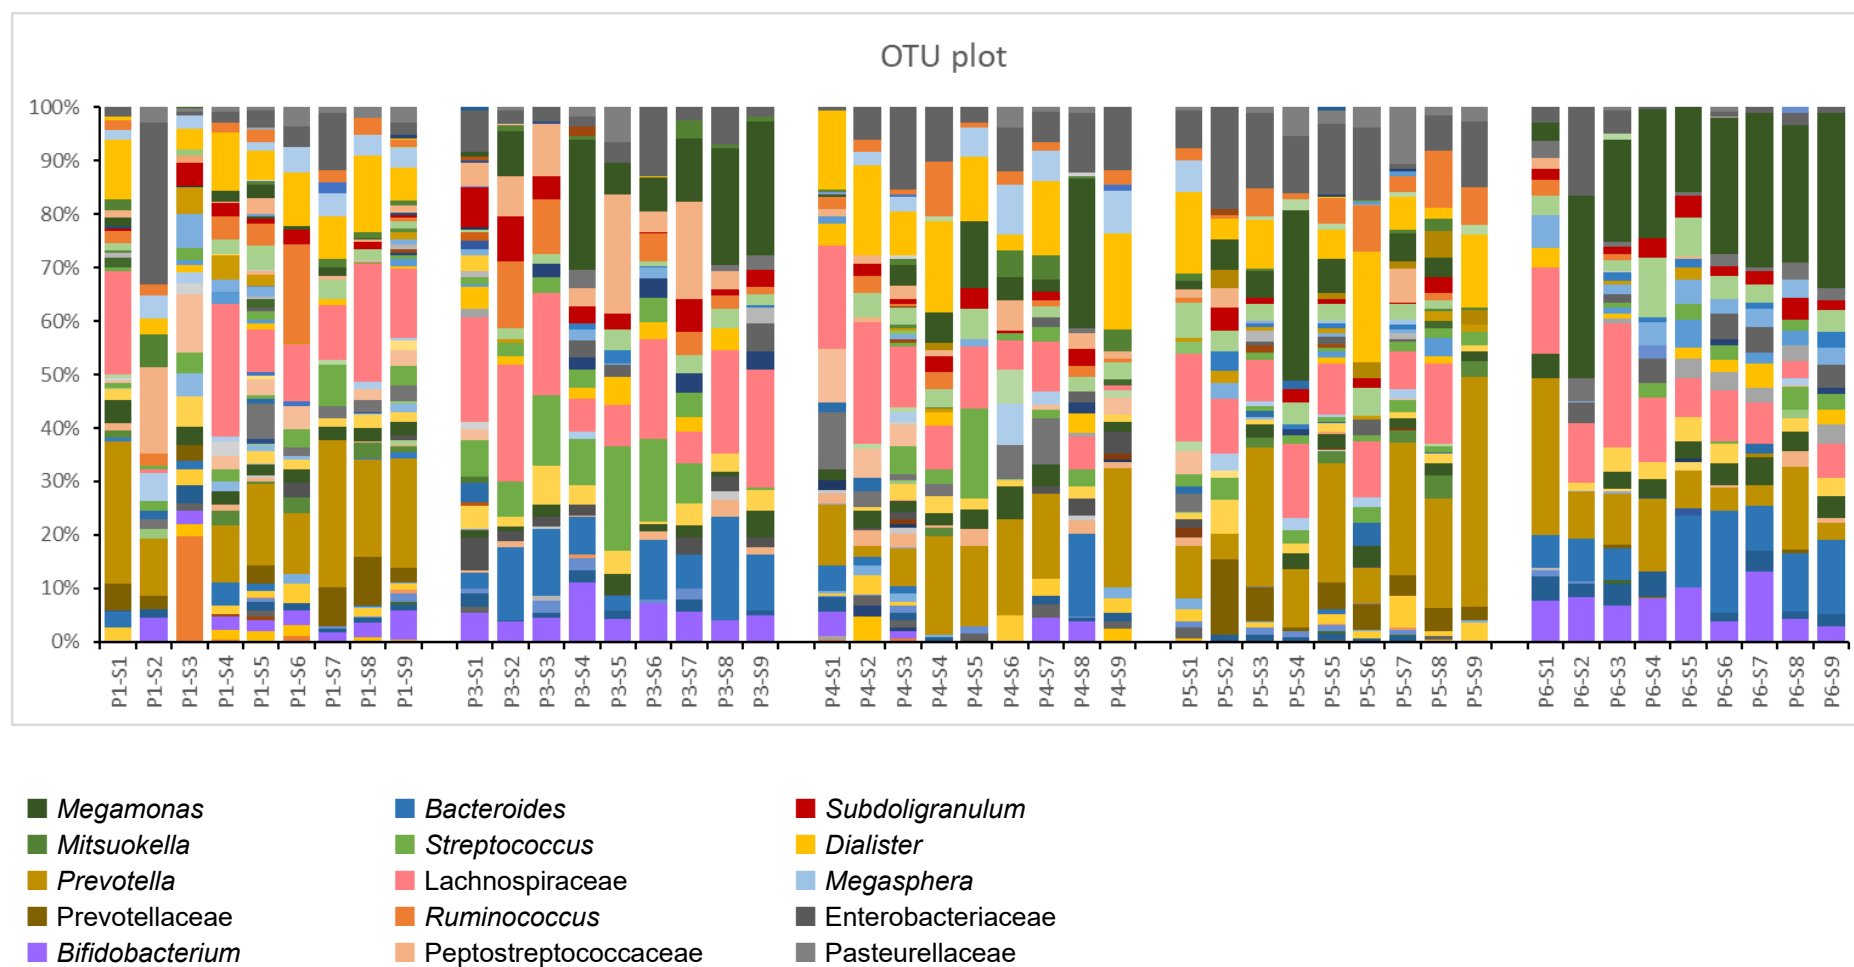 OTU plot
100%
90%
80%
70%
60%
50%
40%
30%
20%
10%
0%
P1-S1 P1-S2 P1-S3 P1-S4 P1-S5 P1-S6 P1-S7 P1-S8 P1-S9 P3-S1 P3-S2 P3-S3 P3-S4 P3-S5 P3-S6 P3-S7 P3-S8 P3-S9 P4-S1 P4-S2 P4-S3 P4-S4 P4-S5 P4-S6 P4-S7 P4-S8 P4-S9 P5-S1 P5-S2 P5-S3 P5-S4 P5-S5 P5-S6 P5-S7 P5-S8 P5-S9 P6-S1 P6-S2 P6-S3 P6-S4 P6-S5 P6-S6 P6-S7 P6-S8 P6-S9
Megamonas Bacteroides Subdoligranulum
Mitsuokella Streptococcus Dialister
Prevotella Lachnospiraceae Megasphera
Prevotellaceae Ruminococcus Enterobacteriaceae
Bifidobacterium Peptostreptococcaceae Pasteurellaceae